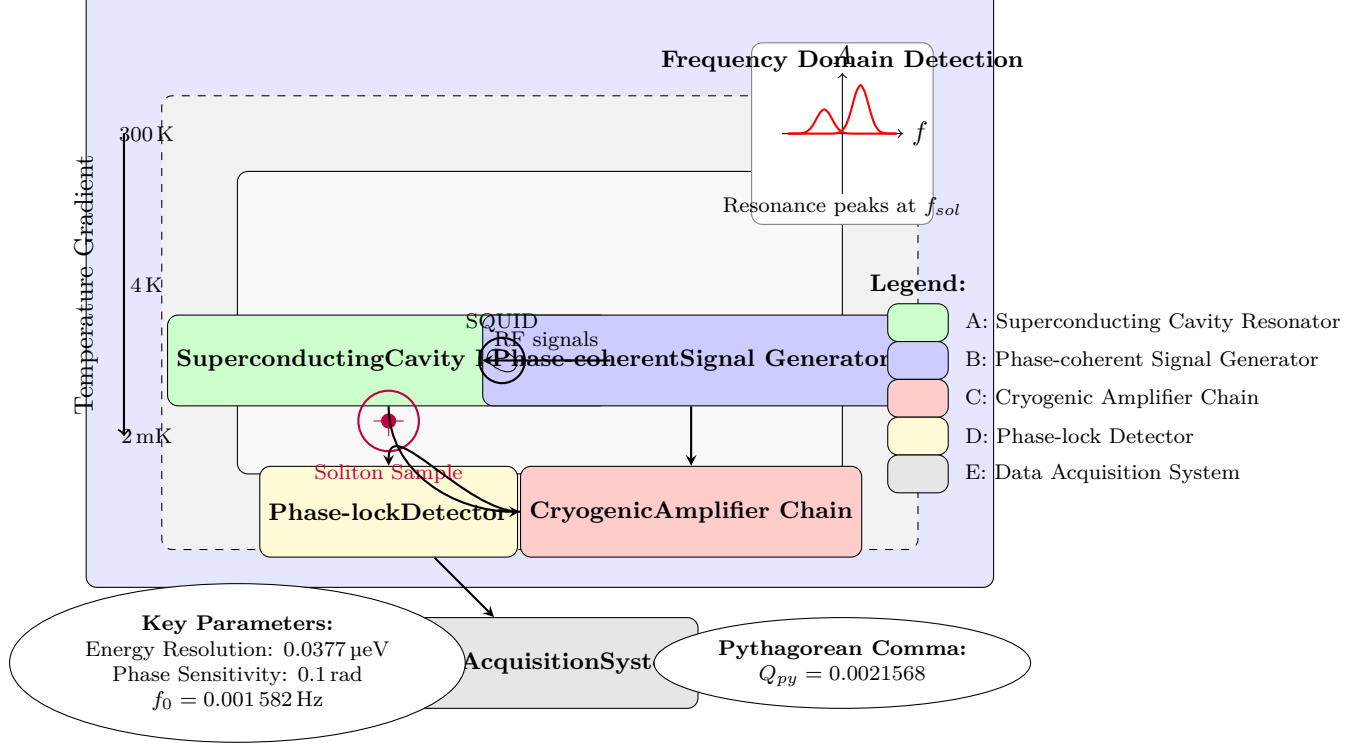 A
Frequency Domain Detection
f
Resonance peaks at f_sol
300 K
Temperature Gradient
4 K
2 mK
Legend:
A: Superconducting Cavity Resonator
B: Phase-coherent Signal Generator
C: Cryogenic Amplifier Chain
D: Phase-lock Detector
E: Data Acquisition System
SQUID
RF signals
SuperconductingCavity
Phase-coherentSignal Generator
Soliton Sample
Phase-lockDetector
CryogenicAmplifier Chain
Key Parameters:
Energy Resolution: 0.0377 µeV
Phase Sensitivity: 0.1 rad
f_0 = 0.001 582 Hz
AcquisitionSyst
Pythagorean Comma:
Q_py = 0.0021568